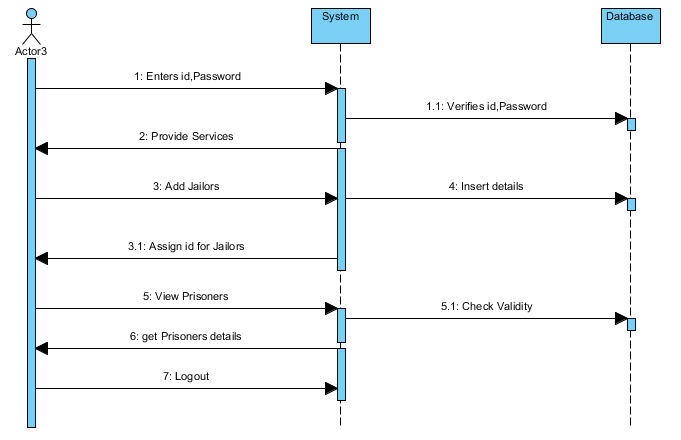 System
Database
Actor3
1: Enters id,Password
1.1: Verifies id,Password
2: Provide Services
3: Add Jailors
4: Insert details
3.1: Assign id for Jailors
5: View Prisoners
5.1: Check Validity
6: get Prisoners details
7: Logout